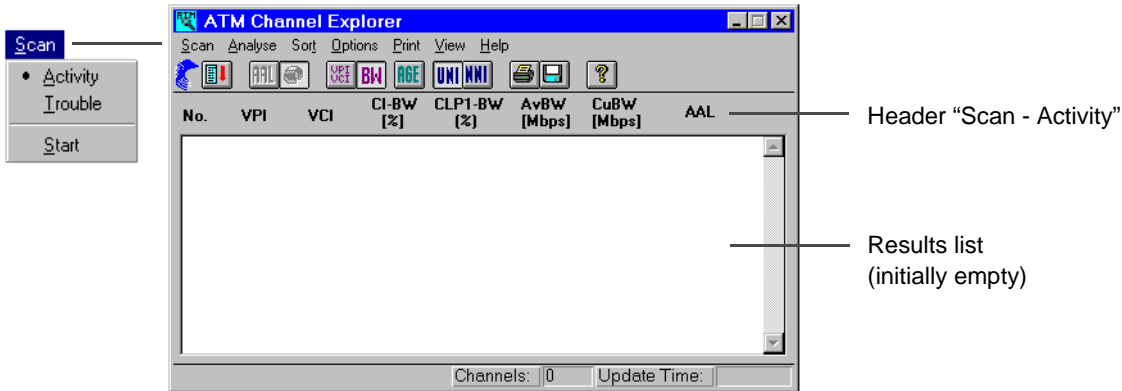 Scan
• Activity
Trouble
Start
ATM
ATM Channel Explorer
Scan Analyse Sort Options Print View Help
AAL VPI VCI BW AGE UNI NNI ?
No. VPI VCI CI-BW [%] CLP1-BW [%] AvBW [Mbps] CuBW [Mbps] AAL
Header “Scan - Activity”
Results list
(initially empty)
Channels: 0 Update Time: